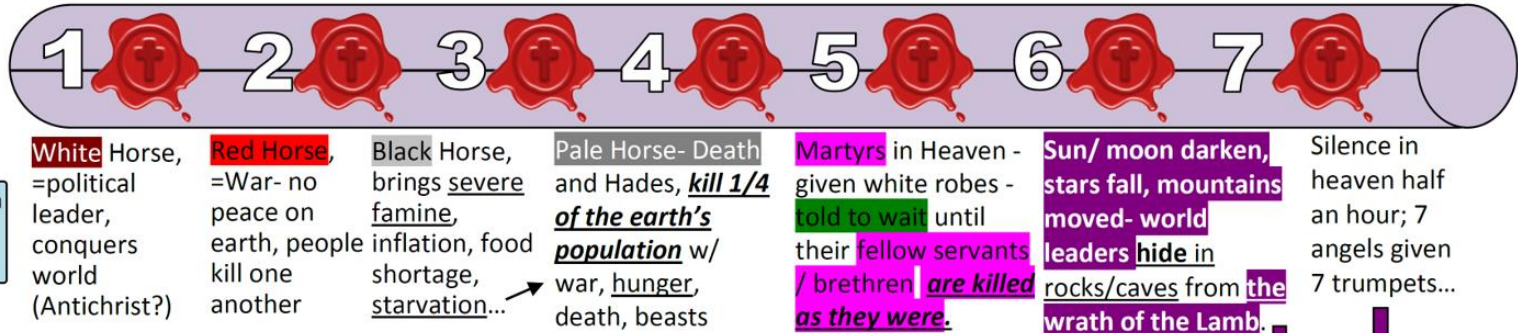 1 2 3 4 5 6 7
White Horse,
=political
leader,
conquers
world
(Antichrist?)
Red Horse,
=War- no
peace on
earth, people
kill one
another
Black Horse,
brings severe
famine,
inflation, food
shortage,
starvation...
Pale Horse- Death
and Hades, kill 1/4
of the earth's
population w/
war, hunger,
death, beasts
Martyrs in Heaven -
given white robes -
told to wait until
their fellow servants
/ brethren are killed
as they were.
Sun/ moon darken,
stars fall, mountains
moved- world
leaders hide in
rocks/caves from the
wrath of the Lamb.
Silence in
heaven half
an hour; 7
angels given
7 trumpets...